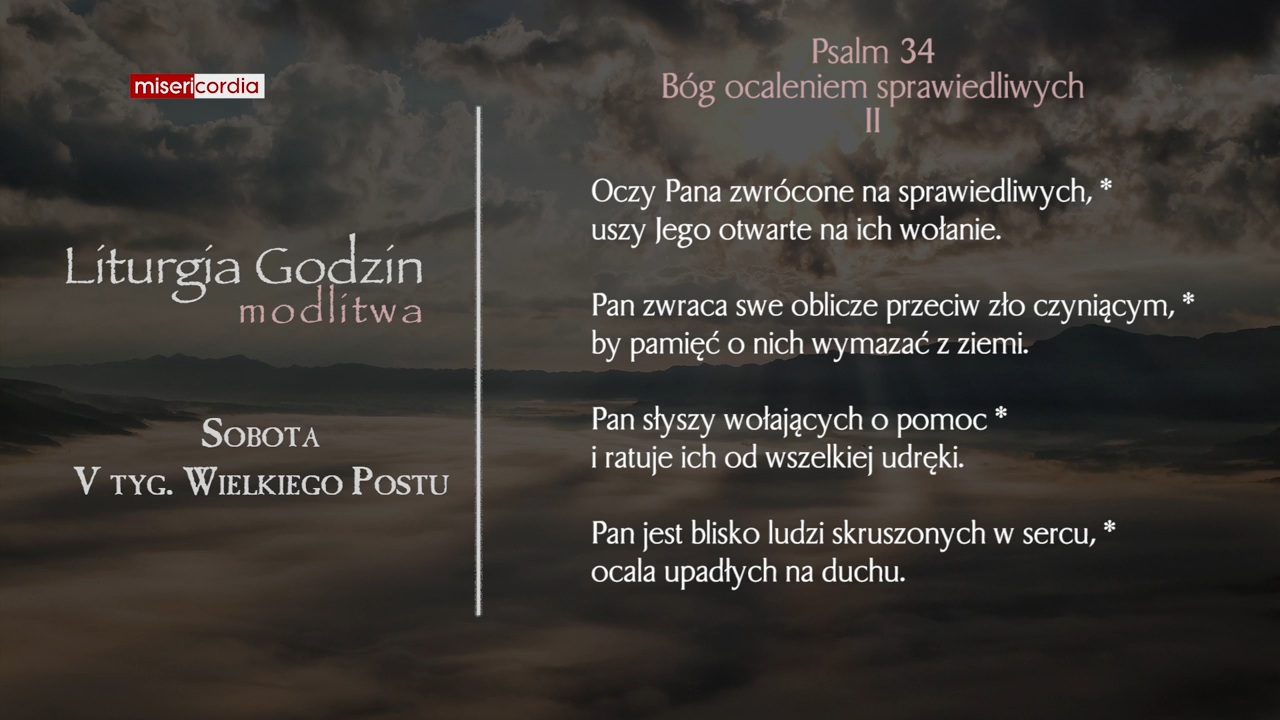 misericordia
Liturgia Godzin
modlitwa
Sobota
V tyg. Wielkiego Postu
Psalm 34
Bóg ocaleniem sprawiedliwych
II
Oczy Pana zwrócone na sprawiedliwych, *
uszy Jego otwarte na ich wołanie.
Pan zwraca swe oblicze przeciw zło czyniącym, *
by pamięć o nich wymazać z ziemi.
Pan słyszy wołających o pomoc *
i ratuje ich od wszelkiej udręki.
Pan jest blisko ludzi skruszonych w sercu, *
ocala upadłych na duchu.